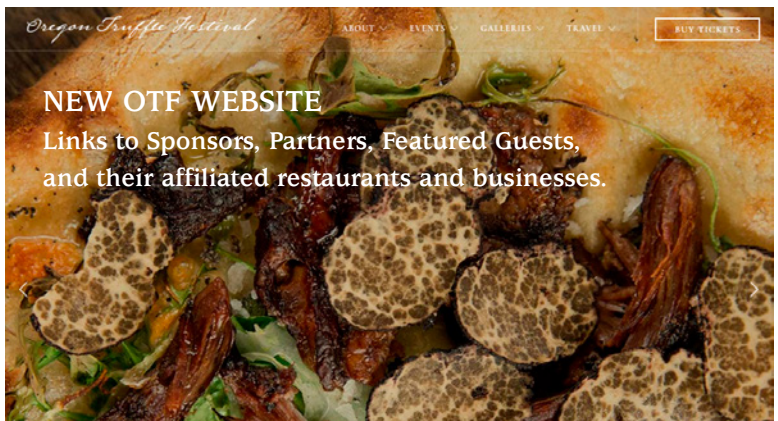 Oregon Truffle Festival
ABOUT EVENTS GALLERIES TRAVEL BUY TICKETS
NEW OTF WEBSITE
Links to Sponsors, Partners, Featured Guests,
and their affiliated restaurants and businesses.